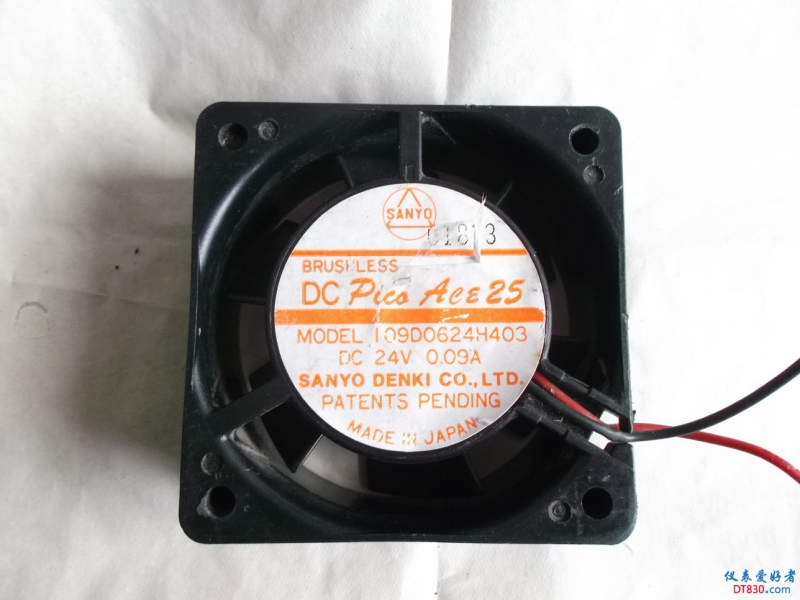 SANYO
01813
BRUSHLESS
DC Pico Ace 25
MODEL 109D0624H403
DC 24V 0.09A
SANYO DENKI CO.,LTD.
PATENTS PENDING
MADE IN JAPAN
仪表爱好者
DT830.com